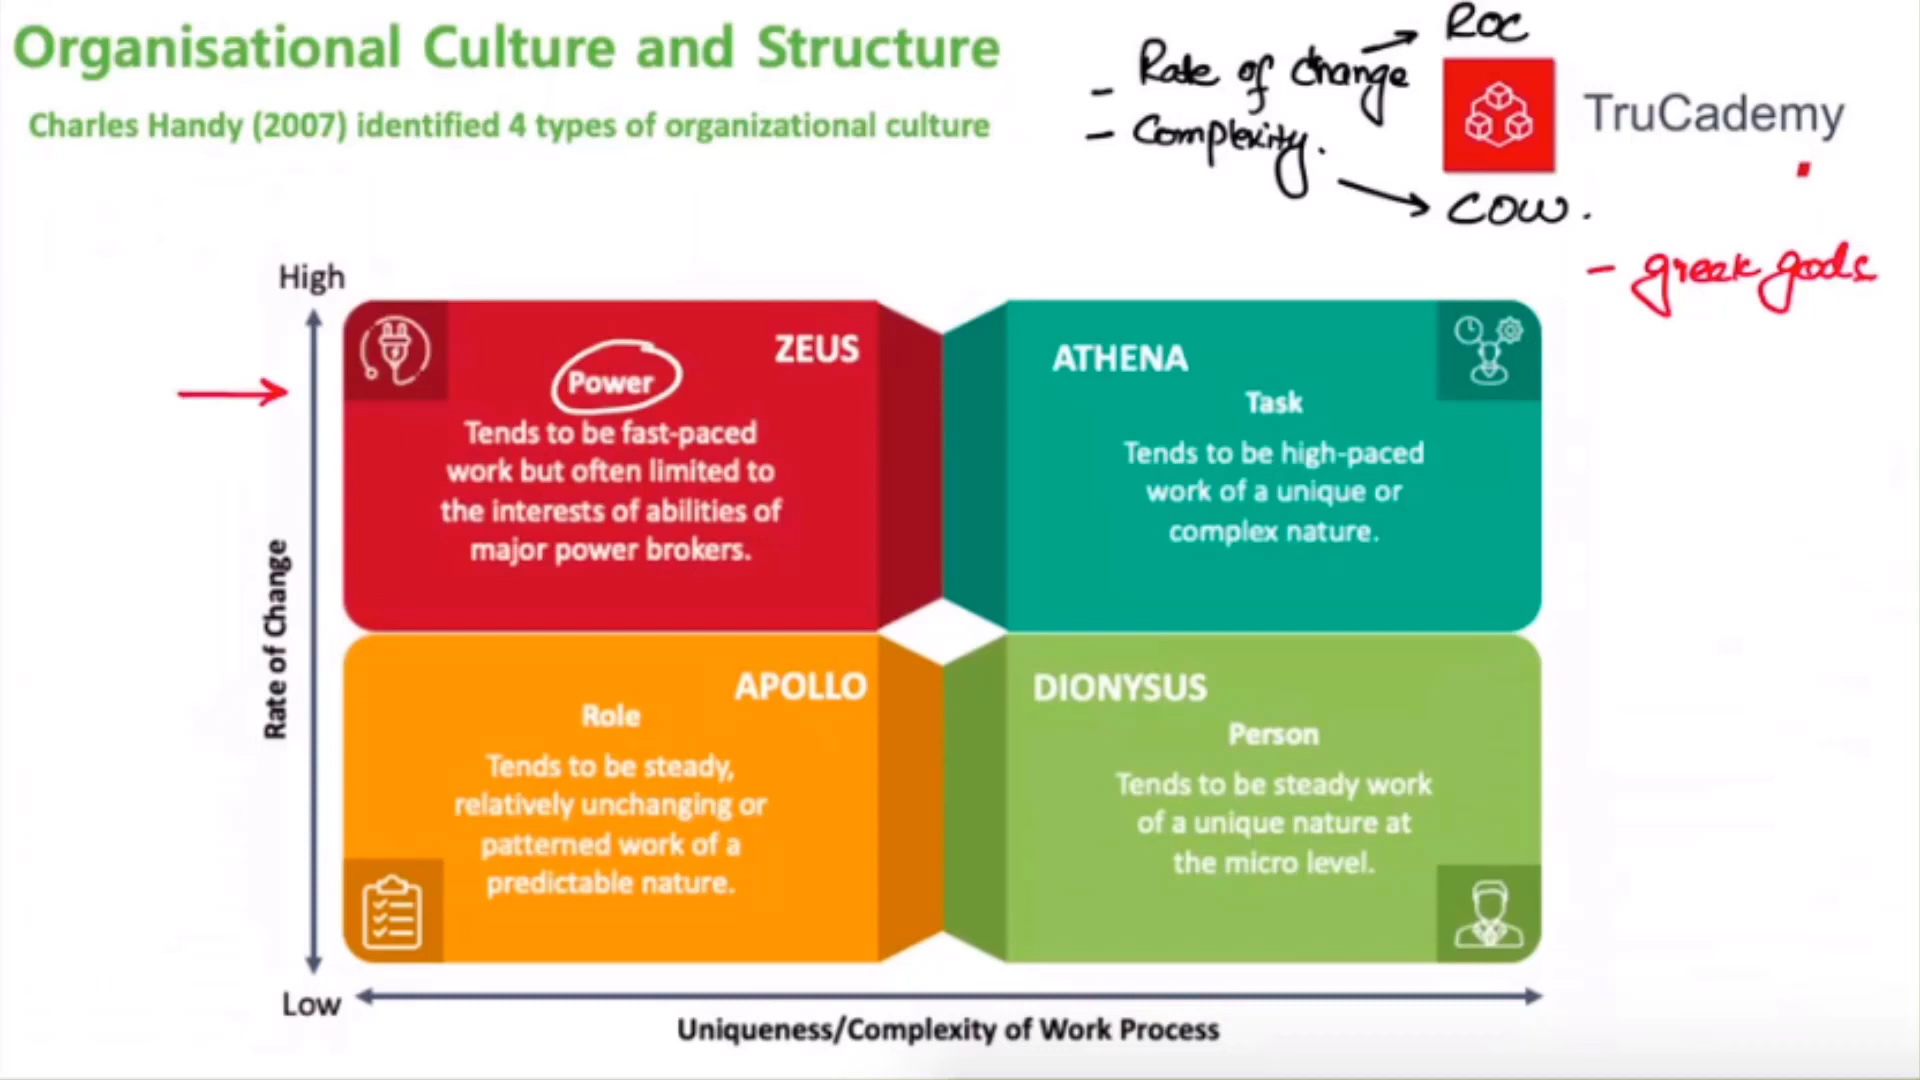 Organisational Culture and Structure
Charles Handy (2007) identified 4 types of organizational culture
- Rate of change → ROC
- Complexity. → COW.
TruCademy
- greek gods
High
ZEUS
Power
Tends to be fast-paced
work but often limited to
the interests of abilities of
major power brokers.
ATHENA
Task
Tends to be high-paced
work of a unique or
complex nature.
Rate of Change
APOLLO
Role
Tends to be steady,
relatively unchanging or
patterned work of a
predictable nature.
DIONYSUS
Person
Tends to be steady work
of a unique nature at
the micro level.
Low
Uniqueness/Complexity of Work Process